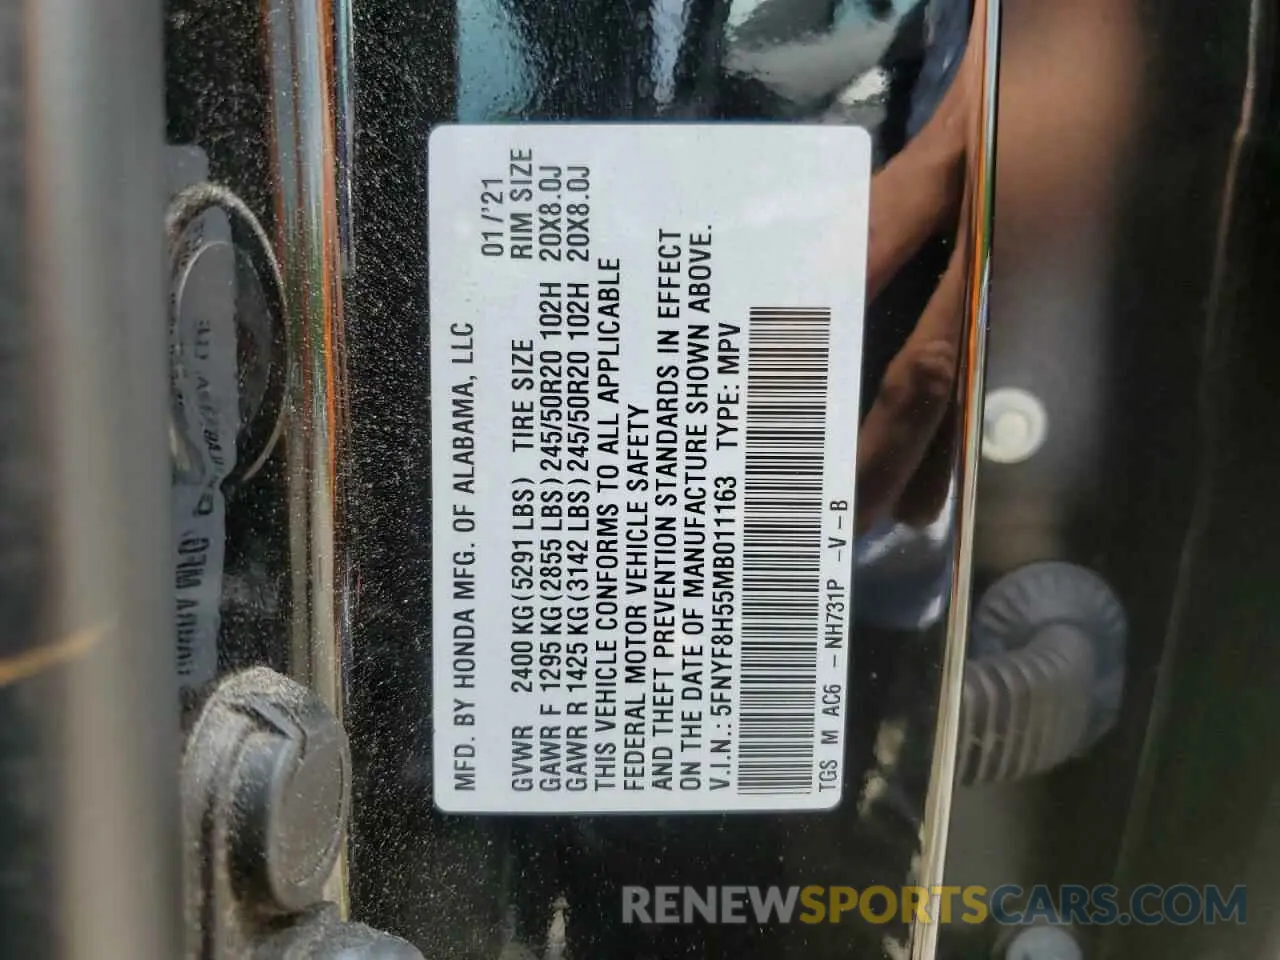 MFD. BY HONDA MFG. OF ALABAMA, LLC
01/'21
GVWR 2400 KG (5291 LBS) TIRE SIZE RIM SIZE
GAWR F 1295 KG (2855 LBS) 245/50R20 102H 20X8.0J
GAWR R 1425 KG (3142 LBS) 245/50R20 102H 20X8.0J
THIS VEHICLE CONFORMS TO ALL APPLICABLE
FEDERAL MOTOR VEHICLE SAFETY
AND THEFT PREVENTION STANDARDS IN EFFECT
ON THE DATE OF MANUFACTURE SHOWN ABOVE.
V.I.N.: 5FNYF8H55MB011163 TYPE: MPV
TGS M AC6 - NH731P - V - B
RENEWSPORTSCARS.COM